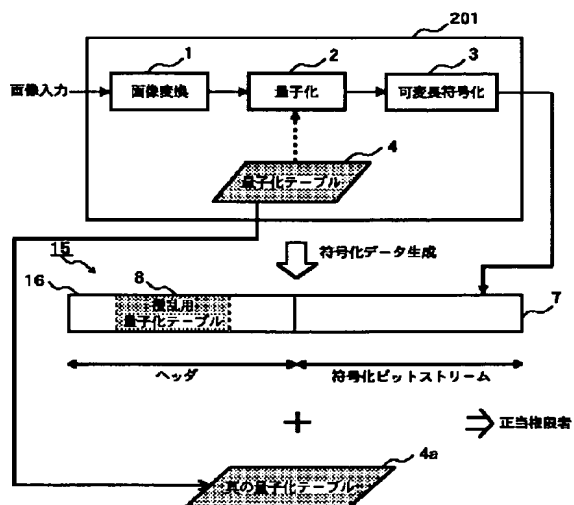 201
1
2
3
画像入力
画像変換
量子化
可変長符号化
4
量子化テーブル
15
符号化データ生成
8
16
攪乱用
量子化テーブル
7
ヘッダ
符号化ビットストリーム
+
正当権限者
4a
真の量子化テーブル